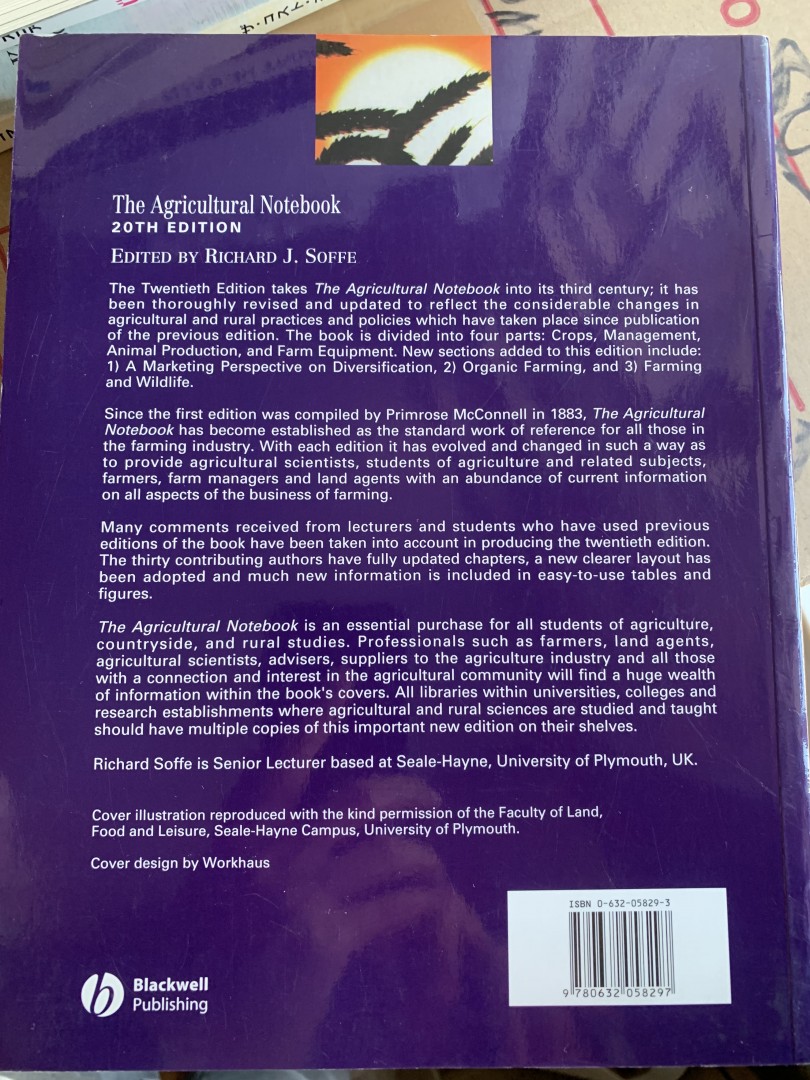 The Agricultural Notebook
20TH EDITION
EDITED BY RICHARD J. SOFFE
The Twentieth Edition takes The Agricultural Notebook into its third century; it has
been thoroughly revised and updated to reflect the considerable changes in
agricultural and rural practices and policies which have taken place since publication
of the previous edition. The book is divided into four parts: Crops, Management,
Animal Production, and Farm Equipment. New sections added to this edition include:
1) A Marketing Perspective on Diversification, 2) Organic Farming, and 3) Farming
and Wildlife.
Since the first edition was compiled by Primrose McConnell in 1883, The Agricultural
Notebook has become established as the standard work of reference for all those in
the farming industry. With each edition it has evolved and changed in such a way as
to provide agricultural scientists, students of agriculture and related subjects,
farmers, farm managers and land agents with an abundance of current information
on all aspects of the business of farming.
Many comments received from lecturers and students who have used previous
editions of the book have been taken into account in producing the twentieth edition.
The thirty contributing authors have fully updated chapters, a new clearer layout has
been adopted and much new information is included in easy-to-use tables and
figures.
The Agricultural Notebook is an essential purchase for all students of agriculture,
countryside, and rural studies. Professionals such as farmers, land agents,
agricultural scientists, advisers, suppliers to the agriculture industry and all those
with a connection and interest in the agricultural community will find a huge wealth
of information within the book's covers. All libraries within universities, colleges and
research establishments where agricultural and rural sciences are studied and taught
should have multiple copies of this important new edition on their shelves.
Richard Soffe is Senior Lecturer based at Seale-Hayne, University of Plymouth, UK.
Cover illustration reproduced with the kind permission of the Faculty of Land,
Food and Leisure, Seale-Hayne Campus, University of Plymouth.
Cover design by Workhaus
ISBN 0-632-05829-3
9 780632 058297
b Blackwell
Publishing